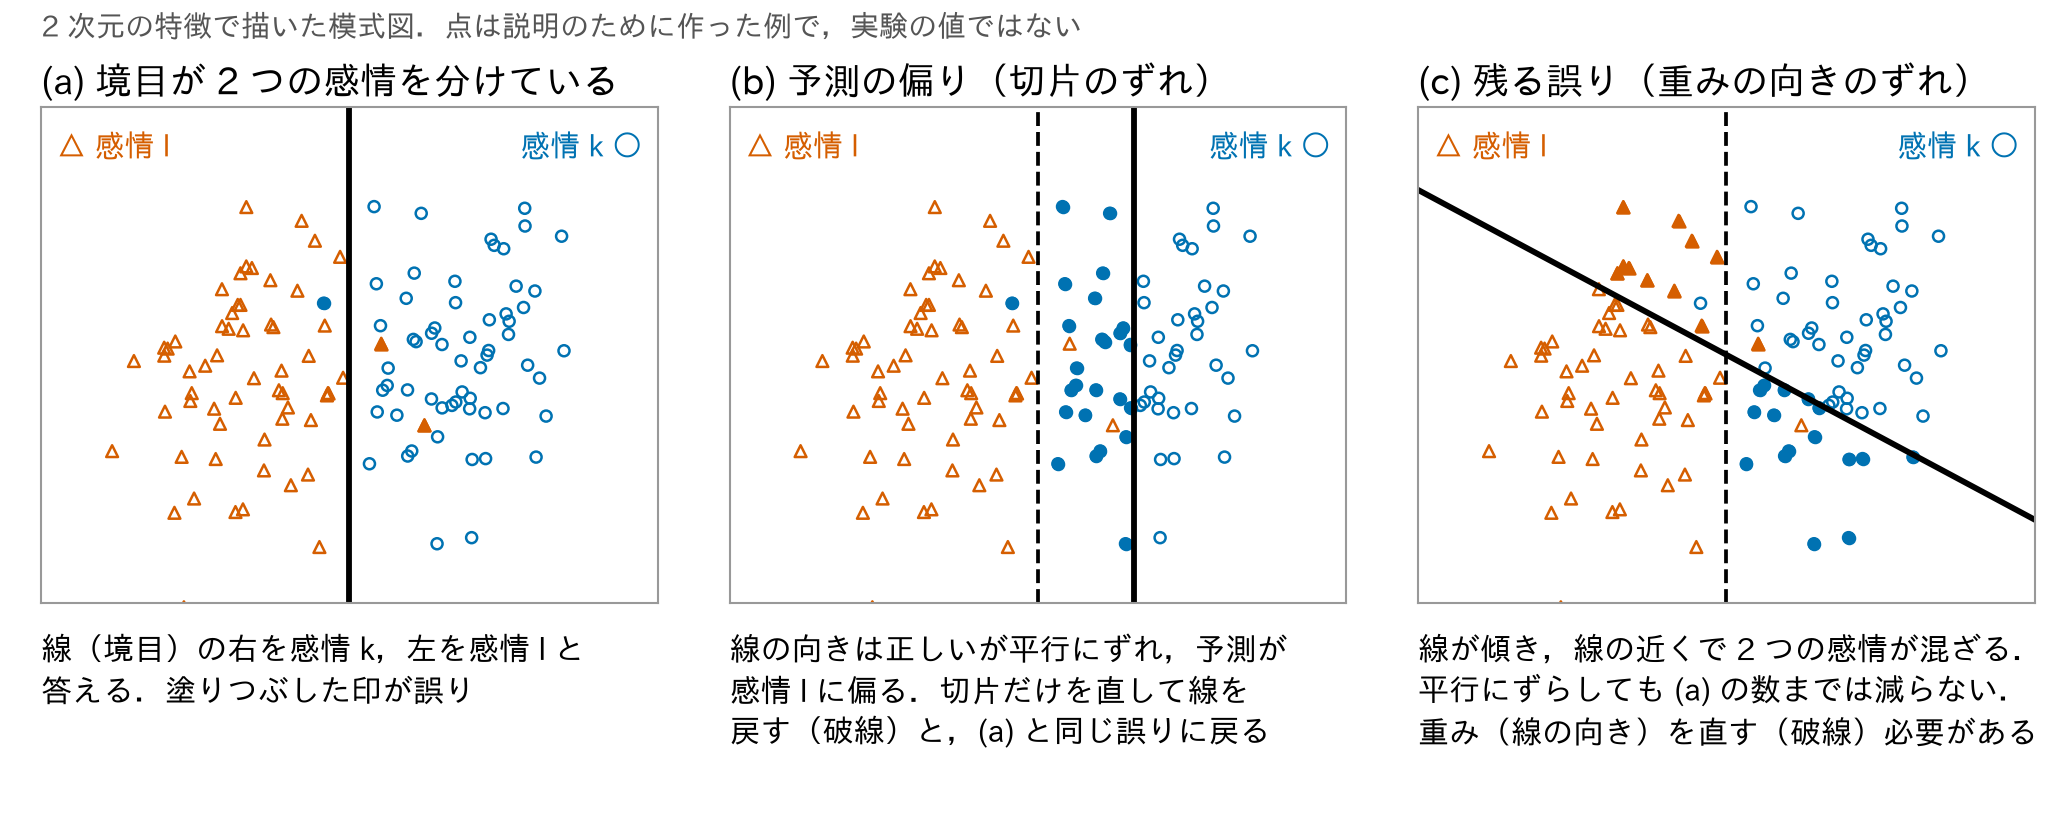 2 次元の特徴で描いた模式図．点は説明のために作った例で，実験の値ではない
(a) 境目が 2 つの感情を分けている
△ 感情 l
感情 k ○
線（境目）の右を感情 k，左を感情 l と
答える．塗りつぶした印が誤り
(b) 予測の偏り（切片のずれ）
△ 感情 l
感情 k ○
線の向きは正しいが平行にずれ，予測が
感情 l に偏る．切片だけを直して線を
戻す（破線）と，(a) と同じ誤りに戻る
(c) 残る誤り（重みの向きのずれ）
△ 感情 l
感情 k ○
線が傾き，線の近くで 2 つの感情が混ざる．
平行にずらしても (a) の数までは減らない．
重み（線の向き）を直す（破線）必要がある